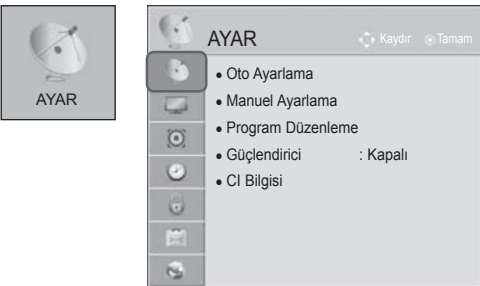 AYAR
AYAR Kaydır Tamam
Oto Ayarlama
Manuel Ayarlama
Program Düzenleme
Güçlendirici : Kapalı
CI Bilgisi